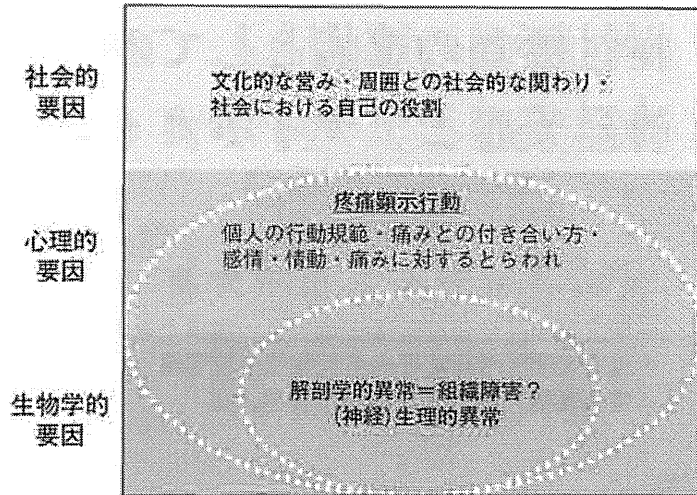 社会的
要因
文化的な営み・周囲との社会的な関わり・
社会における自己の役割
心理的
要因
疼痛顕示行動
個人の行動規範・痛みとの付き合い方・
感情・情動・痛みに対するとらわれ
生物学的
要因
解剖学的異常＝組織障害？
(神経)生理的異常